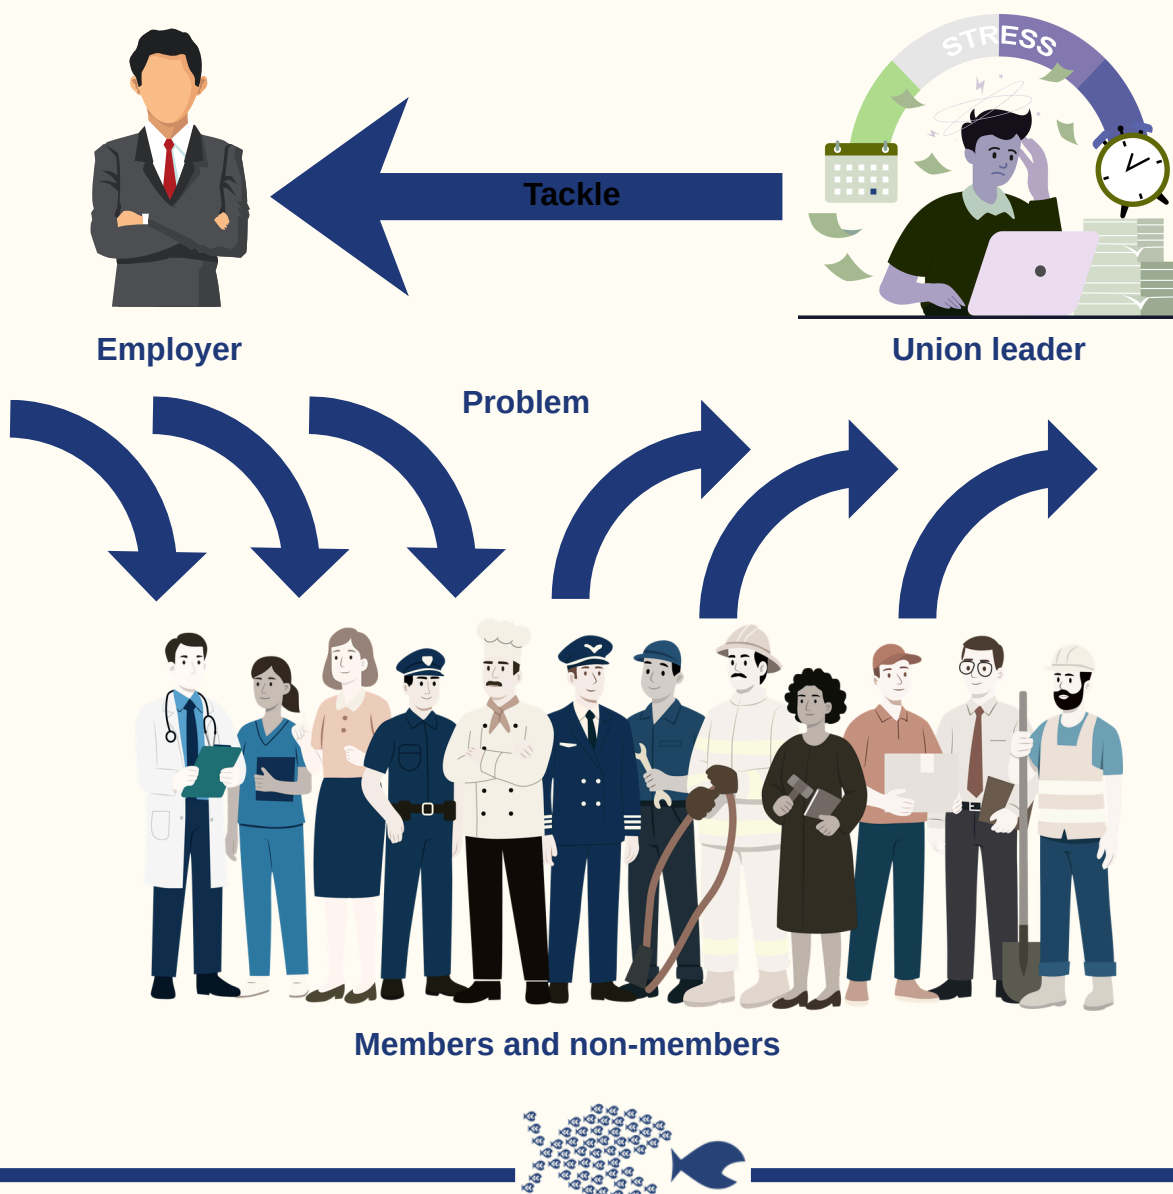 STRESS
Tackle
Employer
Union leader
Problem
Members and non-members